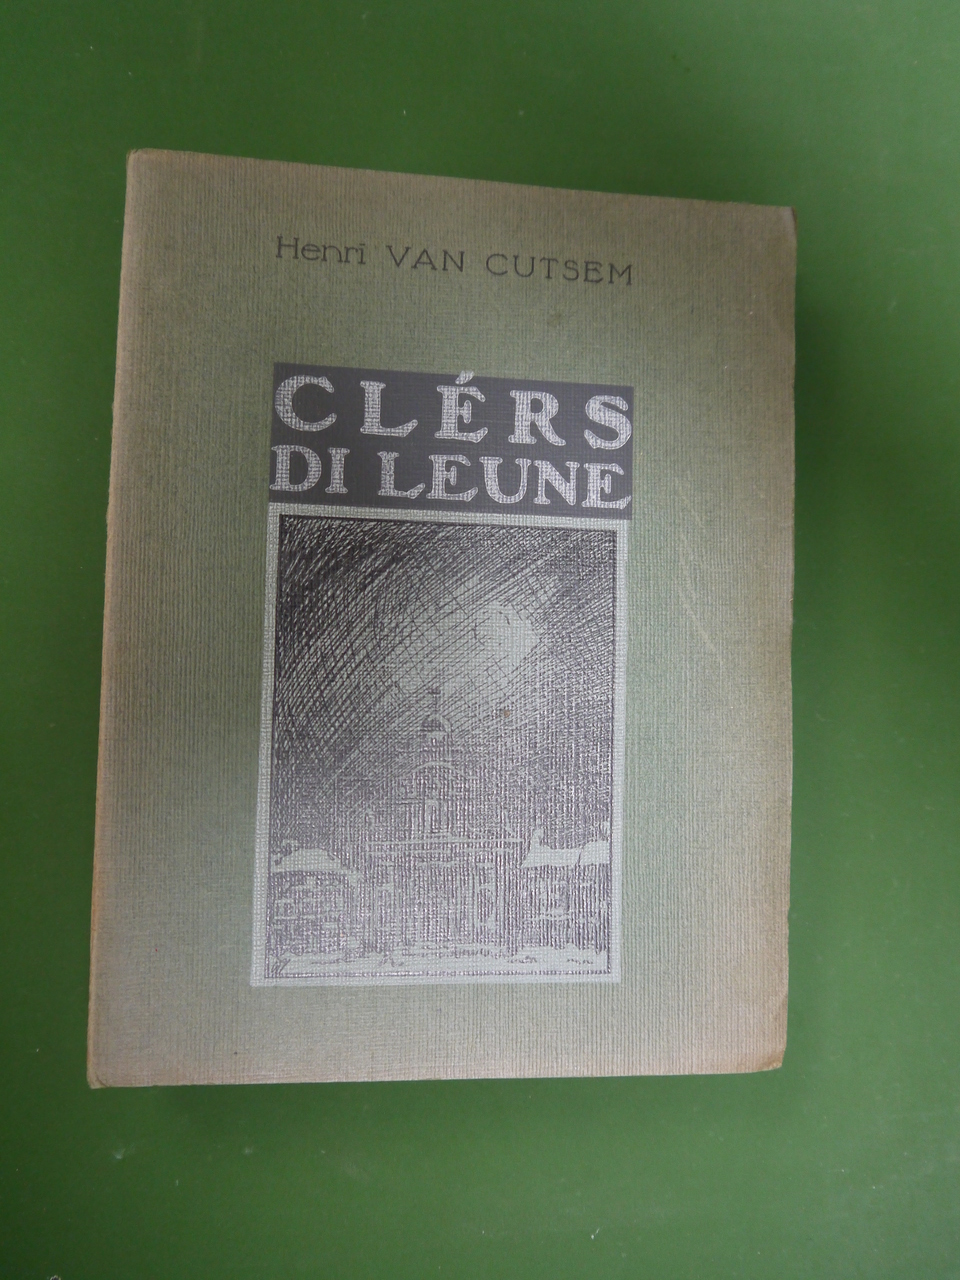 Henri VAN CUTSEM
CLÉRS
DI LEUNE